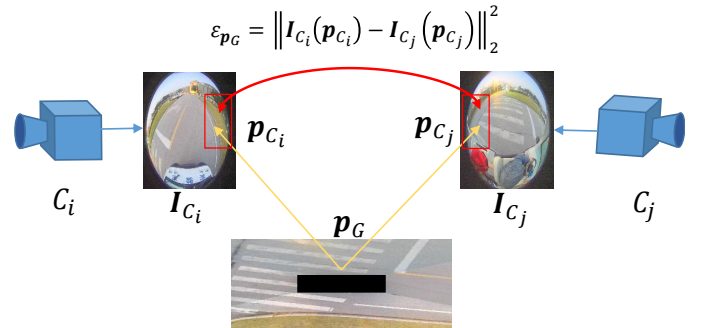 ε_{p_G} = ‖I_{C_i}(p_{C_i}) − I_{C_j}(p_{C_j})‖_2^2
p_{C_i} p_{C_j}
C_i I_{C_i} I_{C_j} C_j
p_G